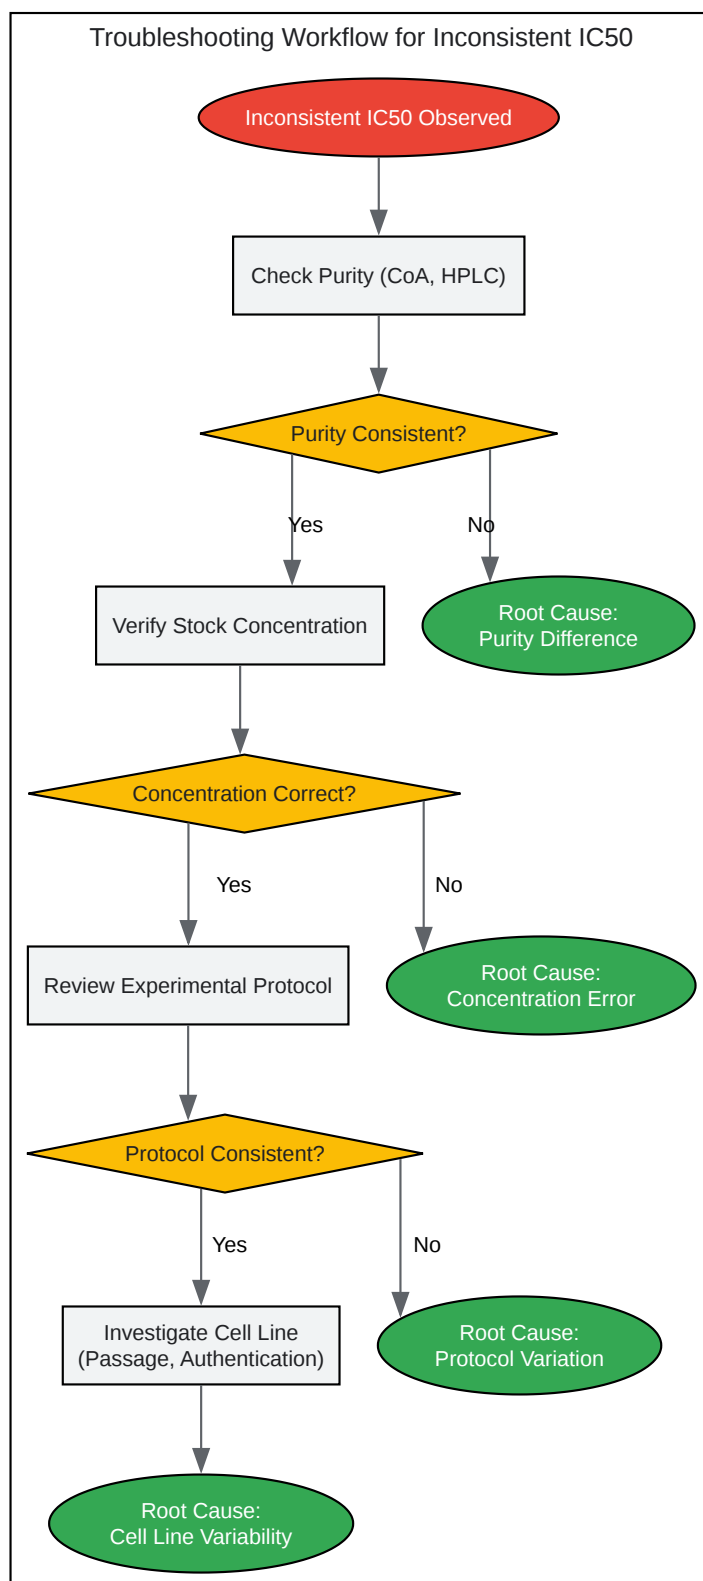 Troubleshooting Workflow for Inconsistent IC50
Inconsistent IC50 Observed
Check Purity (CoA, HPLC)
Purity Consistent?
Yes
No
Verify Stock Concentration
Root Cause:
Purity Difference
Concentration Correct?
Yes
No
Review Experimental Protocol
Root Cause:
Concentration Error
Protocol Consistent?
Yes
No
Investigate Cell Line
(Passage, Authentication)
Root Cause:
Protocol Variation
Root Cause:
Cell Line Variability